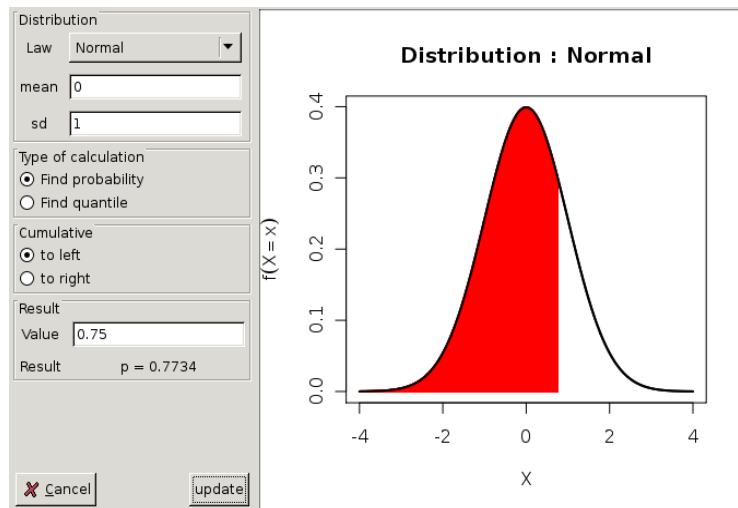 Distribution
Law Normal
mean 0
sd 1
Type of calculation
Find probability
Find quantile
Cumulative
to left
to right
Result
Value 0.75
Result p = 0.7734
Cancel
update
Distribution : Normal
f(X = x)
0.4
0.3
0.2
0.1
0.0
-4 -2 0 2 4
X